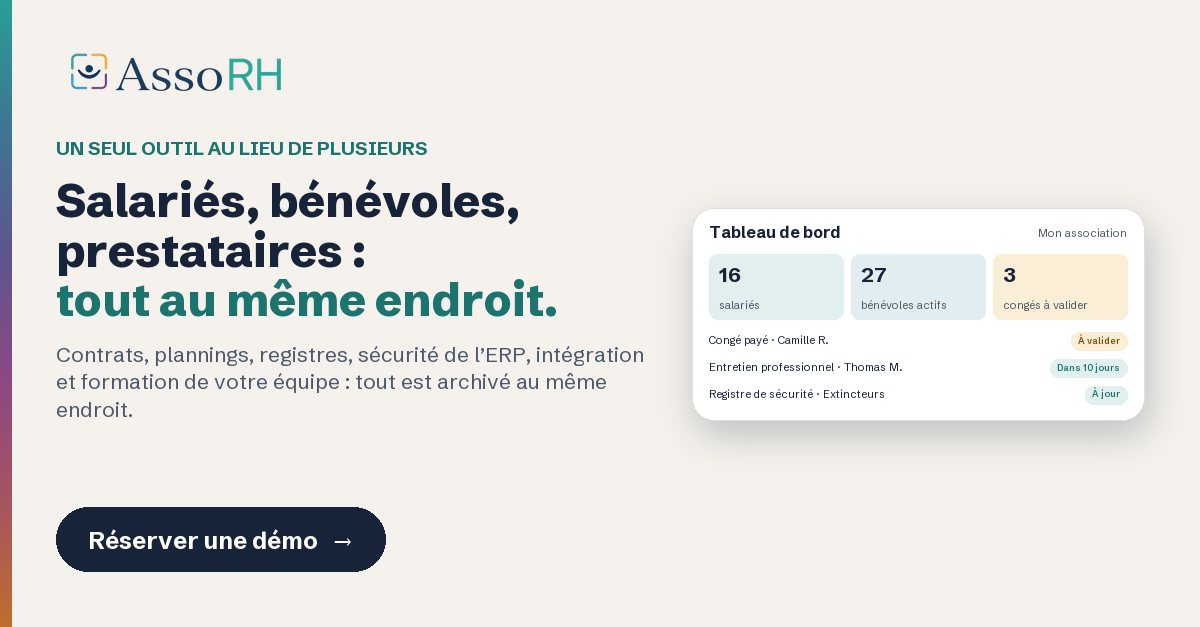 AssoRH
UN SEUL OUTIL AU LIEU DE PLUSIEURS
Salariés, bénévoles,
prestataires :
tout au même endroit.
Contrats, plannings, registres, sécurité de l’ERP, intégration
et formation de votre équipe : tout est archivé au même
endroit.
Réserver une démo →
Tableau de bord
Mon association
16
salariés
27
bénévoles actifs
3
congés à valider
Congé payé · Camille R.
À valider
Entretien professionnel · Thomas M.
Dans 10 jours
Registre de sécurité · Extincteurs
À jour